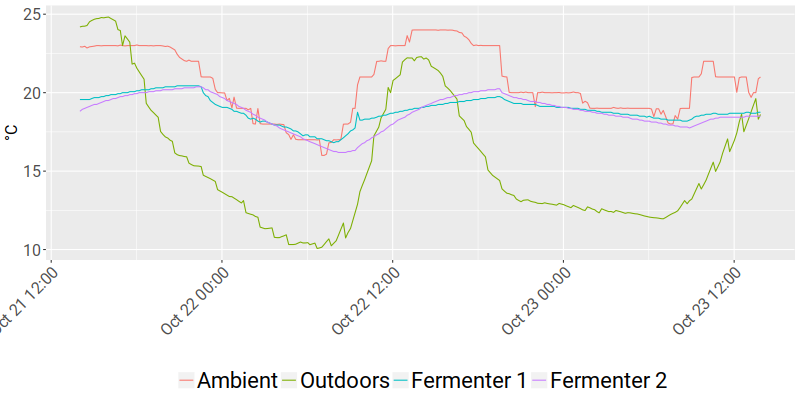 25
20
15
10
°C
Oct 21 12:00
Oct 22 00:00
Oct 22 12:00
Oct 23 00:00
Oct 23 12:00
Ambient Outdoors Fermenter 1 Fermenter 2